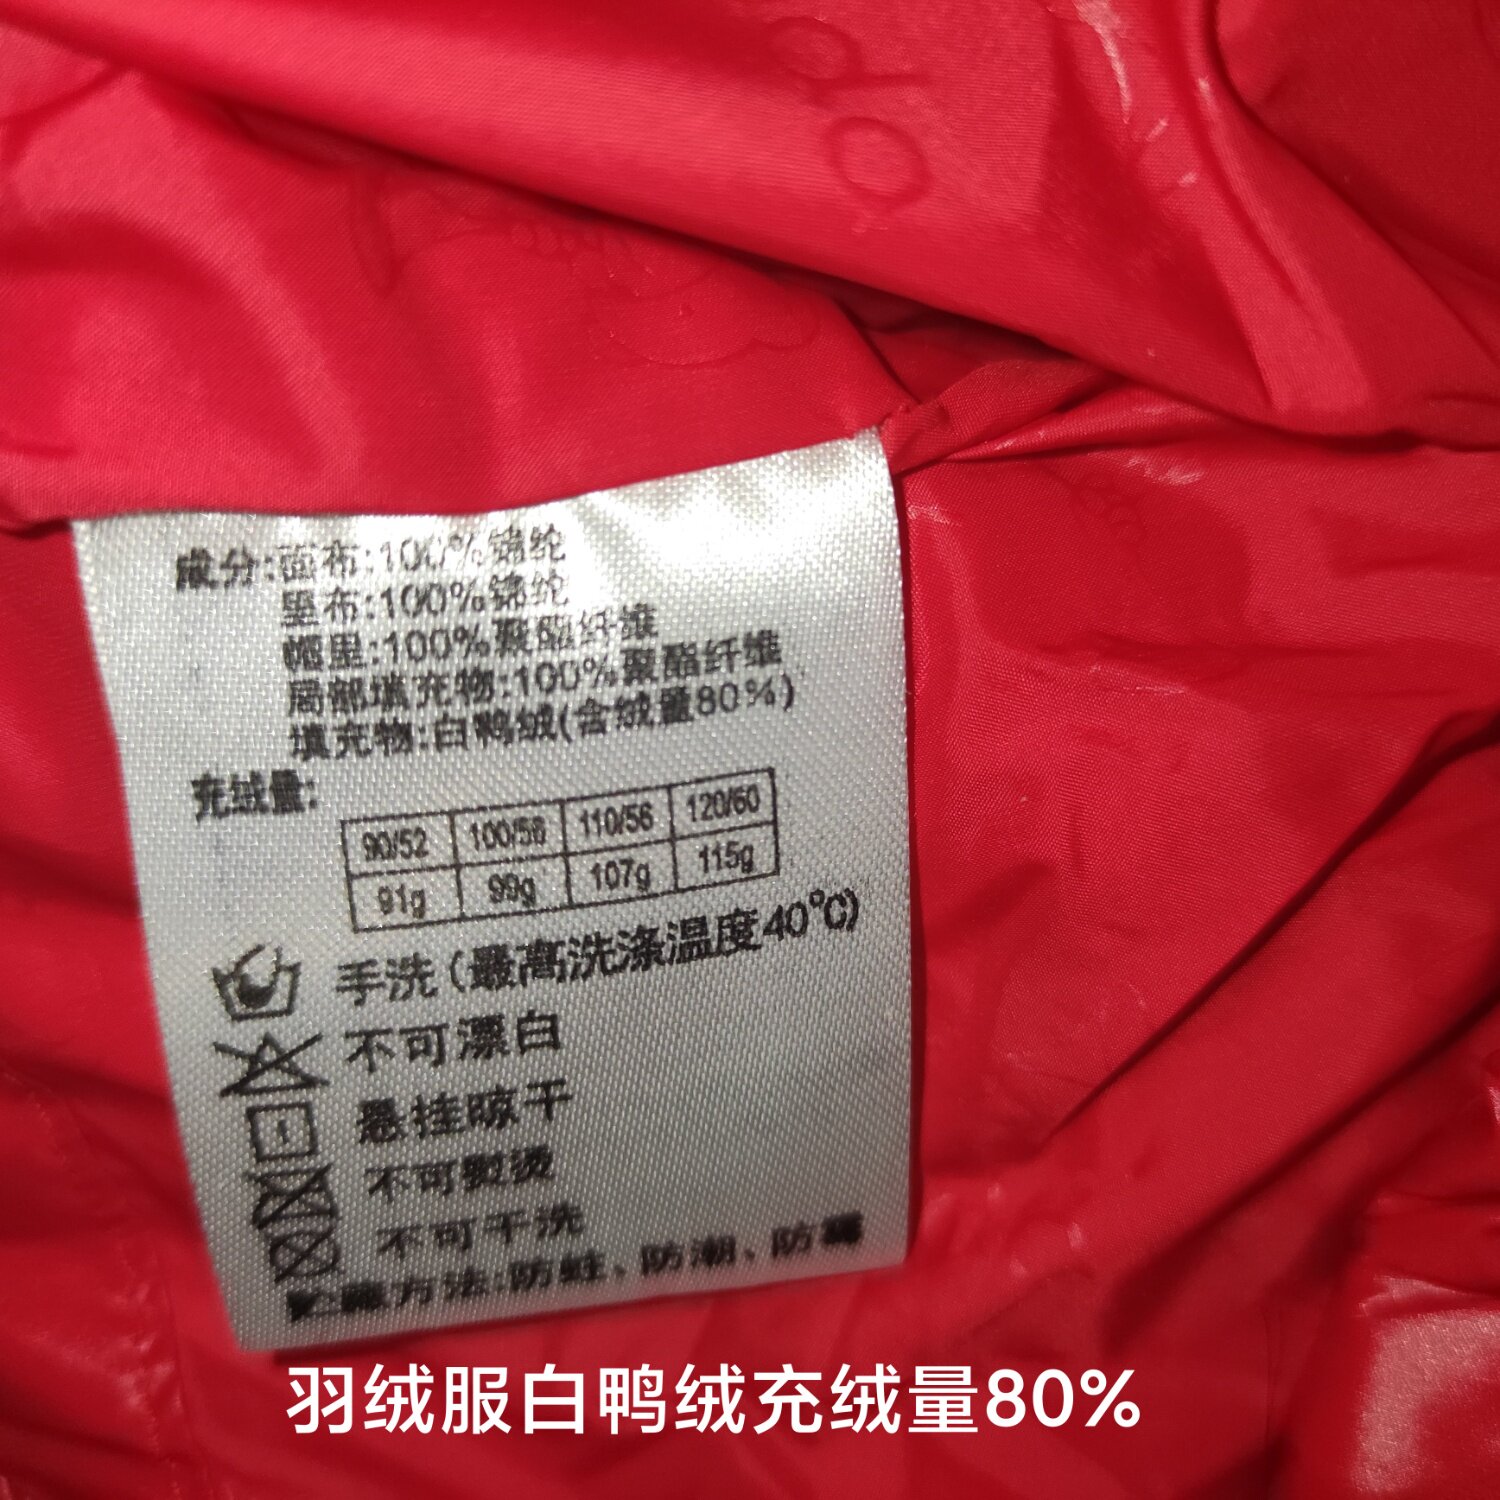 成分:面布:100%锦纶
里布:100%锦纶
帽里:100%聚酯纤维
局部填充物:100%聚酯纤维
填充物:白鸭绒(含绒量80%)
充绒量:
90/52 100/56 110/56 120/60
91g 99g 107g 115g
手洗(最高洗涤温度40℃)
不可漂白
悬挂晾干
不可熨烫
不可干洗
贮藏方法:防蛀、防潮、防霉
羽绒服白鸭绒充绒量80%